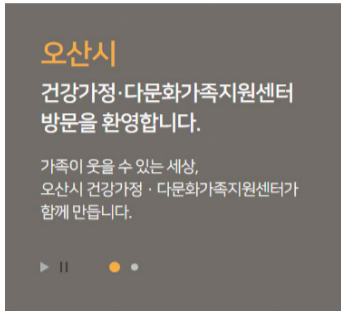 오산시
건강가정·다문화가족지원센터
방문을 환영합니다.
가족이 웃을 수 있는 세상,
오산시 건강가정 · 다문화가족지원센터가
함께 만듭니다.